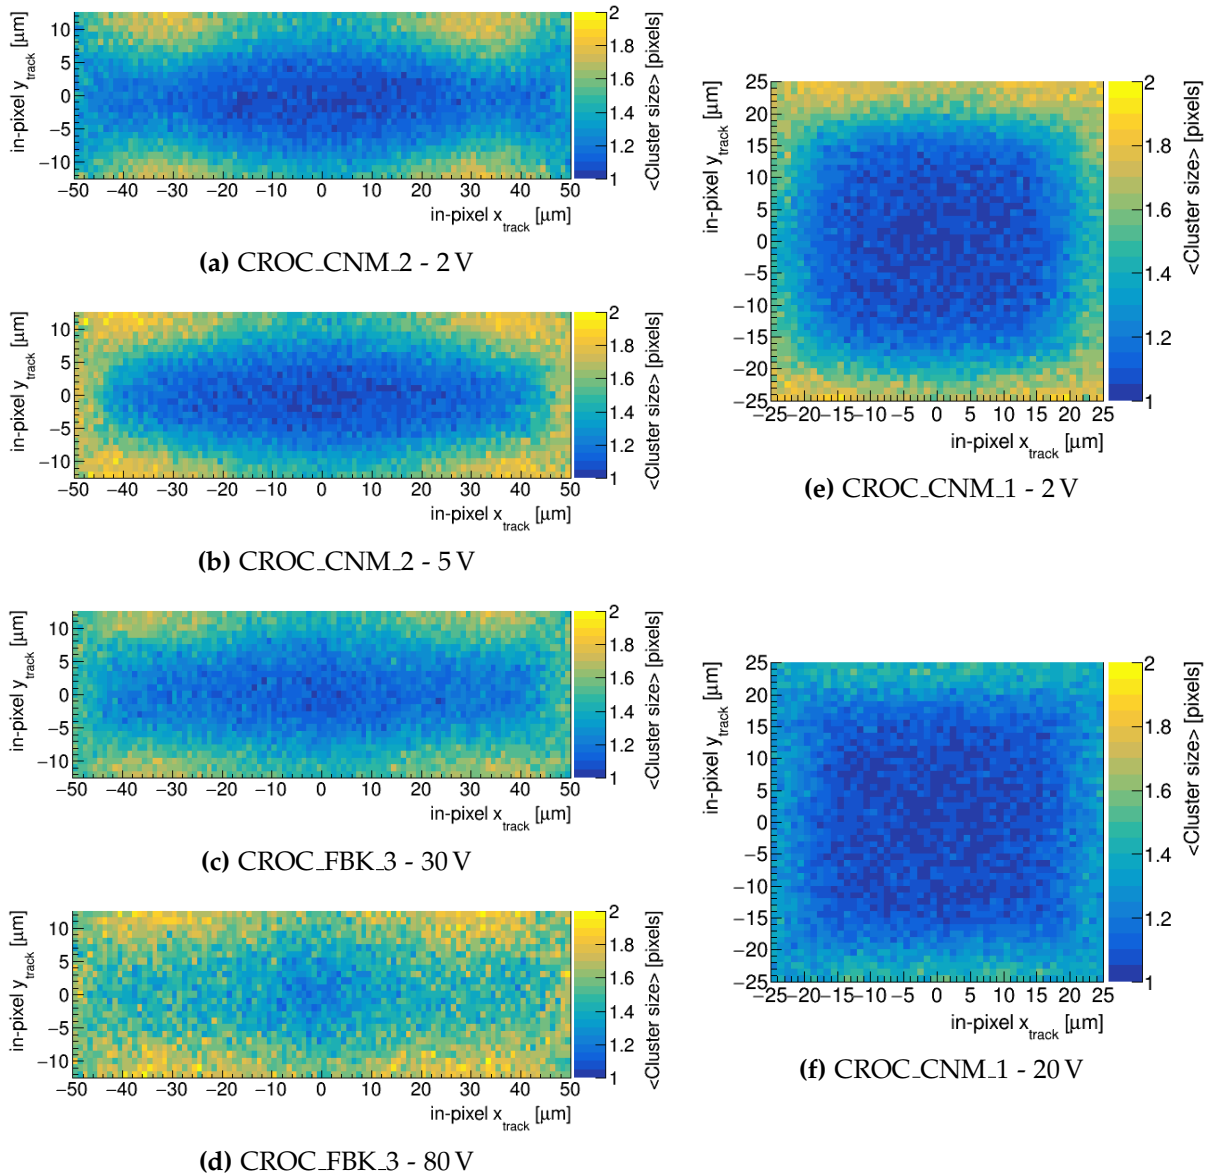 in-pixel y_track [μm]
10
5
0
−5
−10
−50 −40 −30 −20 −10 0 10 20 30 40 50
in-pixel x_track [μm]
2
1.8
1.6
1.4
1.2
1
<Cluster size> [pixels]
(a) CROC_CNM_2 - 2 V
in-pixel y_track [μm]
10
5
0
−5
−10
−50 −40 −30 −20 −10 0 10 20 30 40 50
in-pixel x_track [μm]
2
1.8
1.6
1.4
1.2
1
<Cluster size> [pixels]
(b) CROC_CNM_2 - 5 V
in-pixel y_track [μm]
10
5
0
−5
−10
−50 −40 −30 −20 −10 0 10 20 30 40 50
in-pixel x_track [μm]
2
1.8
1.6
1.4
1.2
1
<Cluster size> [pixels]
(c) CROC_FBK_3 - 30 V
in-pixel y_track [μm]
10
5
0
−5
−10
−50 −40 −30 −20 −10 0 10 20 30 40 50
in-pixel x_track [μm]
2
1.8
1.6
1.4
1.2
1
<Cluster size> [pixels]
(d) CROC_FBK_3 - 80 V
in-pixel y_track [μm]
25
20
15
10
5
0
−5
−10
−15
−20
−25
−25 −20 −15 −10 −5 0 5 10 15 20 25
in-pixel x_track [μm]
2
1.8
1.6
1.4
1.2
1
<Cluster size> [pixels]
(e) CROC_CNM_1 - 2 V
in-pixel y_track [μm]
25
20
15
10
5
0
−5
−10
−15
−20
−25
−25 −20 −15 −10 −5 0 5 10 15 20 25
in-pixel x_track [μm]
2
1.8
1.6
1.4
1.2
1
<Cluster size> [pixels]
(f) CROC_CNM_1 - 20 V